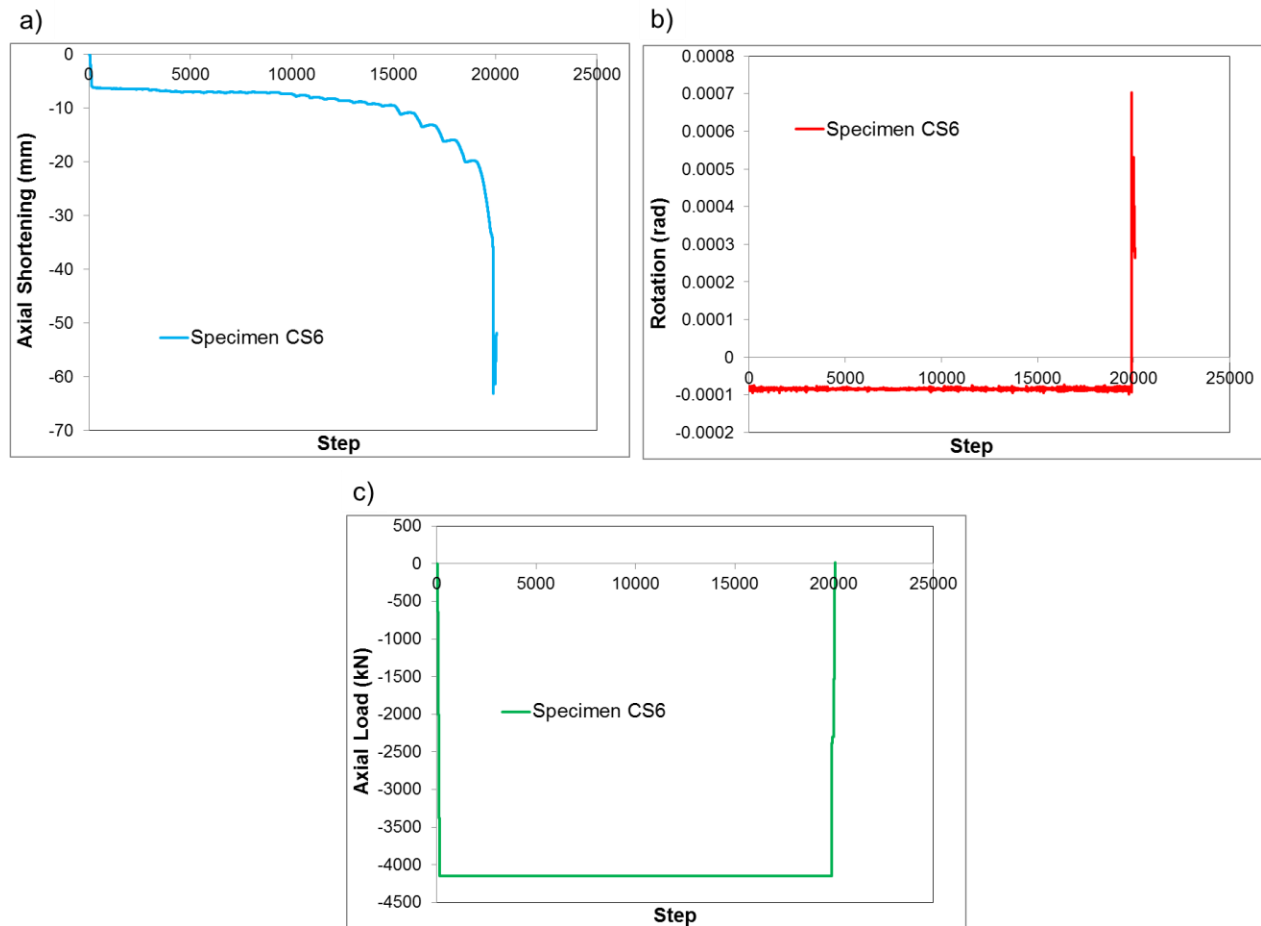 a)
0
0 5000 10000 15000 20000 25000
-10
-20
-30
-40
-50
-60
-70
Axial Shortening (mm)
Specimen CS6
Step
b)
0.0008
0.0007
0.0006
0.0005
0.0004
0.0003
0.0002
0.0001
0
0 5000 10000 15000 20000 25000
-0.0001
-0.0002
Rotation (rad)
Specimen CS6
Step
c)
500
0
0 5000 10000 15000 20000 25000
-500
-1000
-1500
-2000
-2500
-3000
-3500
-4000
-4500
Axial Load (kN)
Specimen CS6
Step